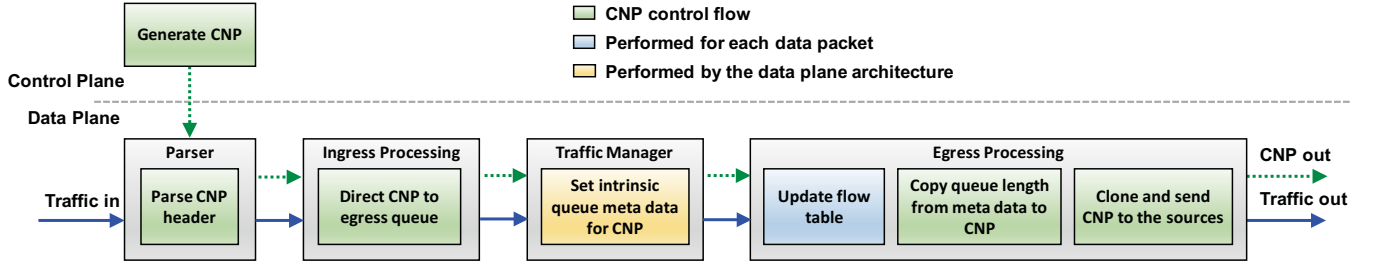 Generate CNP
CNP control flow
Performed for each data packet
Performed by the data plane architecture
Control Plane
Data Plane
Traffic in
Parser
Parse CNP
header
Ingress Processing
Direct CNP to
egress queue
Traffic Manager
Set intrinsic
queue meta data
for CNP
Egress Processing
Update flow
table
Copy queue length
from meta data to
CNP
Clone and send
CNP to the sources
CNP out
Traffic out